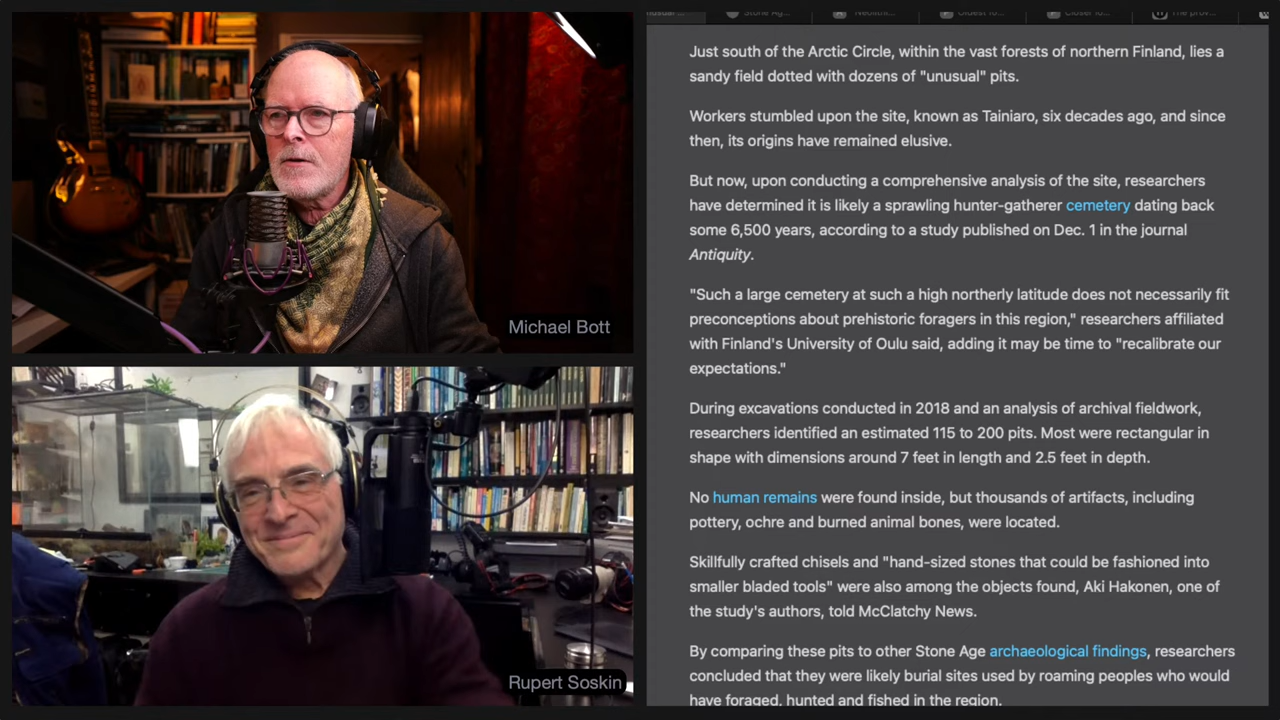 Stone Ag...
Michael Bott
Rupert Soskin
Just south of the Arctic Circle, within the vast forests of northern Finland, lies a
sandy field dotted with dozens of "unusual" pits.
Workers stumbled upon the site, known as Tainiaro, six decades ago, and since
then, its origins have remained elusive.
But now, upon conducting a comprehensive analysis of the site, researchers
have determined it is likely a sprawling hunter-gatherer cemetery dating back
some 6,500 years, according to a study published on Dec. 1 in the journal
Antiquity.
"Such a large cemetery at such a high northerly latitude does not necessarily fit
preconceptions about prehistoric foragers in this region," researchers affiliated
with Finland's University of Oulu said, adding it may be time to "recalibrate our
expectations."
During excavations conducted in 2018 and an analysis of archival fieldwork,
researchers identified an estimated 115 to 200 pits. Most were rectangular in
shape with dimensions around 7 feet in length and 2.5 feet in depth.
No human remains were found inside, but thousands of artifacts, including
pottery, ochre and burned animal bones, were located.
Skillfully crafted chisels and "hand-sized stones that could be fashioned into
smaller bladed tools" were also among the objects found, Aki Hakonen, one of
the study's authors, told McClatchy News.
By comparing these pits to other Stone Age archaeological findings, researchers
concluded that they were likely burial sites used by roaming peoples who would
have foraged, hunted and fished in the region.